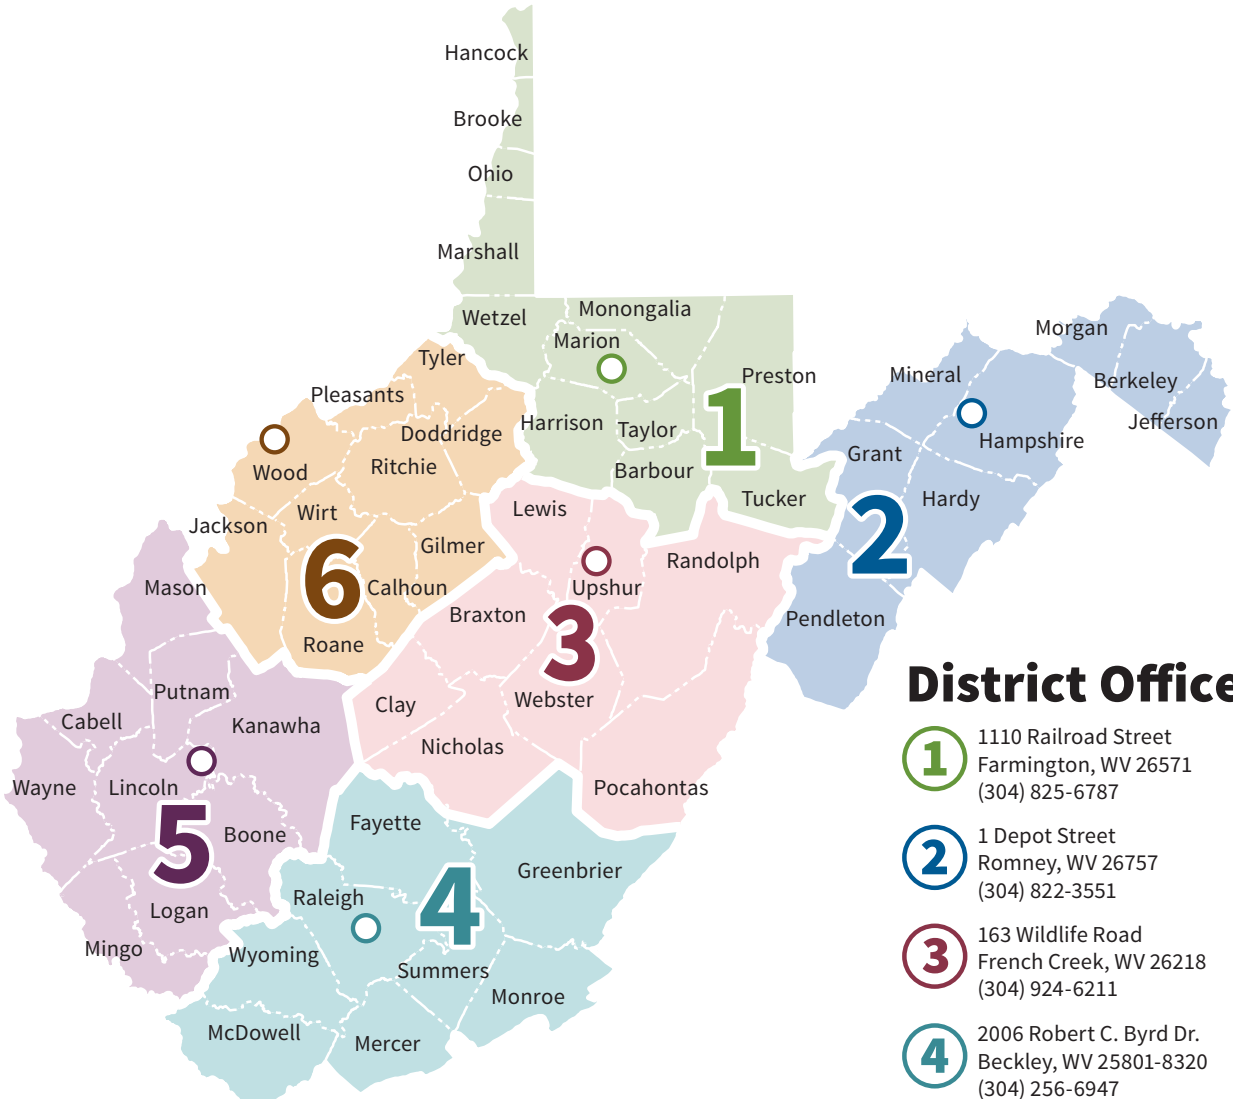 Hancock
Brooke
Ohio
Marshall
Wetzel
Monongalia
Marion
Preston
Harrison
Taylor
Barbour
Tucker
1
Morgan
Berkeley
Jefferson
Mineral
Hampshire
Grant
Hardy
Pendleton
2
Tyler
Pleasants
Doddridge
Ritchie
Wood
Wirt
Jackson
Gilmer
Calhoun
Roane
6
Lewis
Upshur
Randolph
Braxton
Webster
Clay
Nicholas
Pocahontas
3
Mason
Putnam
Cabell
Kanawha
Wayne
Lincoln
Boone
Logan
Mingo
5
Fayette
Greenbrier
Raleigh
Wyoming
Summers
Monroe
McDowell
Mercer
4
District Office
1
1110 Railroad Street
Farmington, WV 26571
(304) 825-6787
2
1 Depot Street
Romney, WV 26757
(304) 822-3551
3
163 Wildlife Road
French Creek, WV 26218
(304) 924-6211
4
2006 Robert C. Byrd Dr.
Beckley, WV 25801-8320
(304) 256-6947